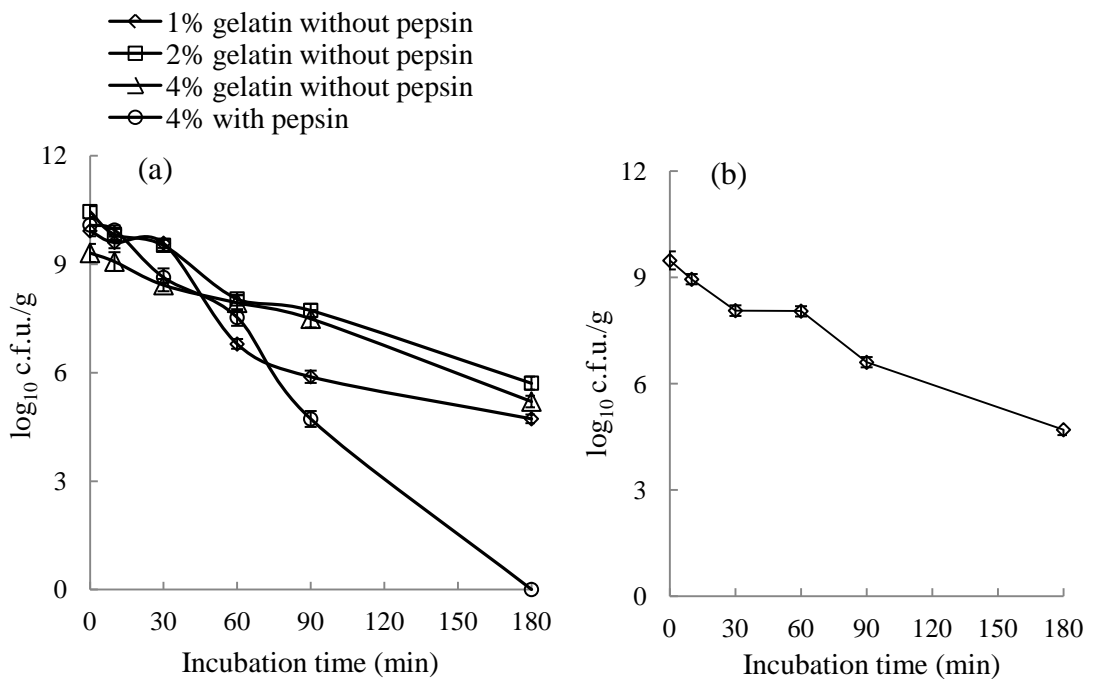 1% gelatin without pepsin
2% gelatin without pepsin
4% gelatin without pepsin
4% with pepsin
(a)
12
9
6
3
0
log₁₀ c.f.u./g
0 30 60 90 120 150 180
Incubation time (min)
(b)
12
9
6
3
0
log₁₀ c.f.u./g
0 30 60 90 120 150 180
Incubation time (min)